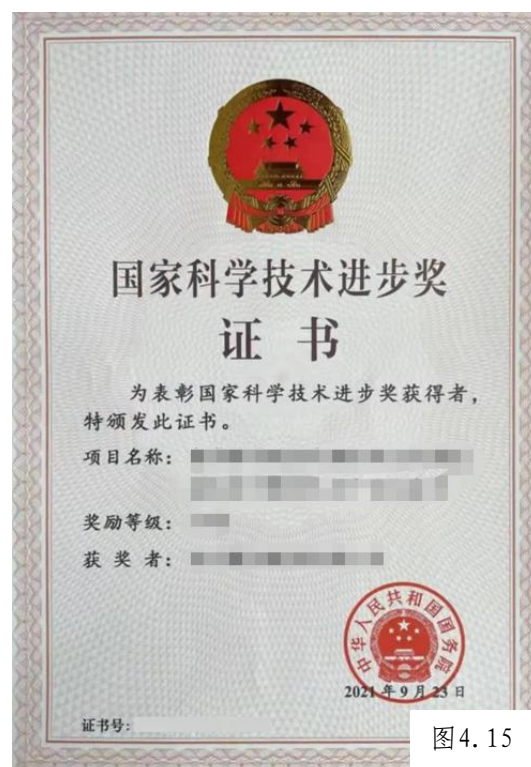 国家科学技术进步奖
证书
为表彰国家科学技术进步奖获得者，
特颁发此证书。
项目名称：
奖励等级：
获奖者：
中华人民共和国国务院
2021年9月23日
证书号：
图4.15